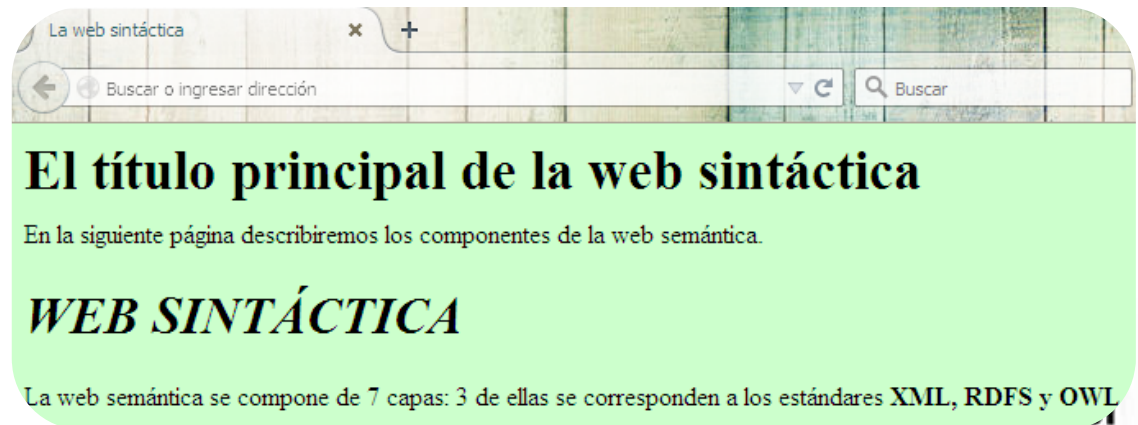 La web sintáctica
Buscar o ingresar dirección
Buscar
El título principal de la web sintáctica
En la siguiente página describiremos los componentes de la web semántica.
WEB SINTÁCTICA
La web semántica se compone de 7 capas: 3 de ellas se corresponden a los estándares XML, RDFS y OWL